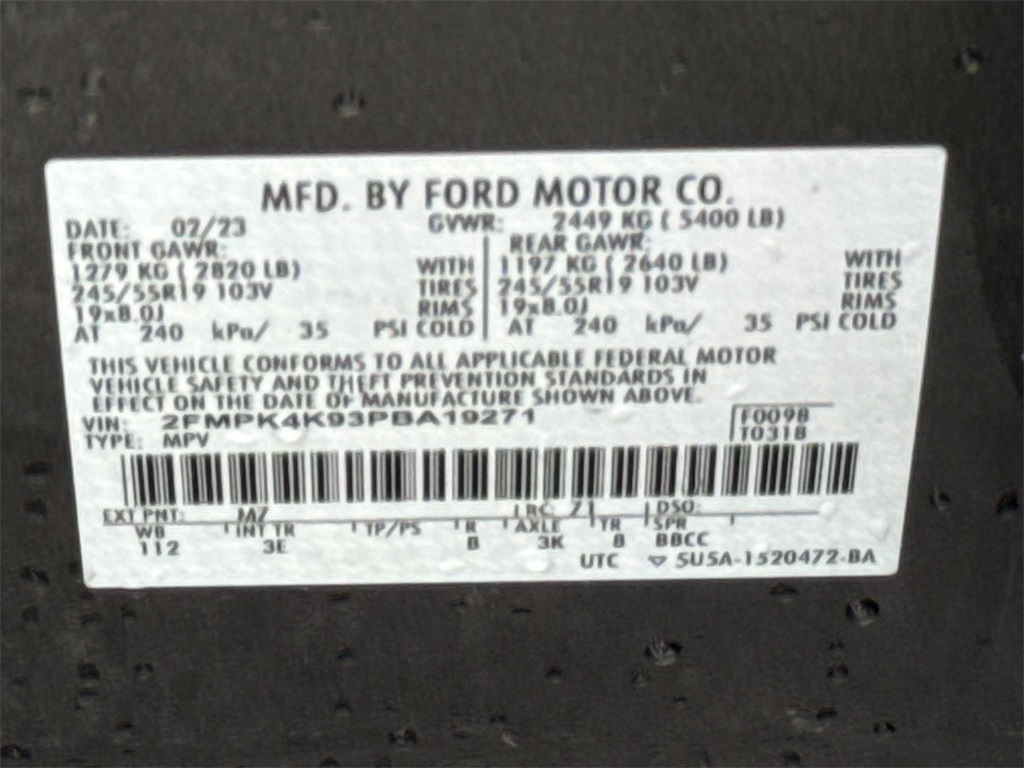 MFD. BY FORD MOTOR CO.
DATE: 02/23 GVWR: 2449 KG ( 5400 LB)
FRONT GAWR: REAR GAWR:
1279 KG ( 2820 LB) WITH 1197 KG ( 2640 LB) WITH
245/55R19 103V TIRES 245/55R19 103V TIRES
19x8.0J RIMS 19x8.0J RIMS
AT 240 kPa/ 35 PSI COLD AT 240 kPa/ 35 PSI COLD
THIS VEHICLE CONFORMS TO ALL APPLICABLE FEDERAL MOTOR
VEHICLE SAFETY AND THEFT PREVENTION STANDARDS IN
EFFECT ON THE DATE OF MANUFACTURE SHOWN ABOVE.
VIN: 2FMPK4K93PBA19271 F0098
TYPE: MPV T0318
EXT PNT: MZ RC: 71 DSO:
WB INT TR TP/PS R AXLE TR SPR
112 3E B 3K 8 BBCC
UTC ▽ 5U5A-1520472-BA